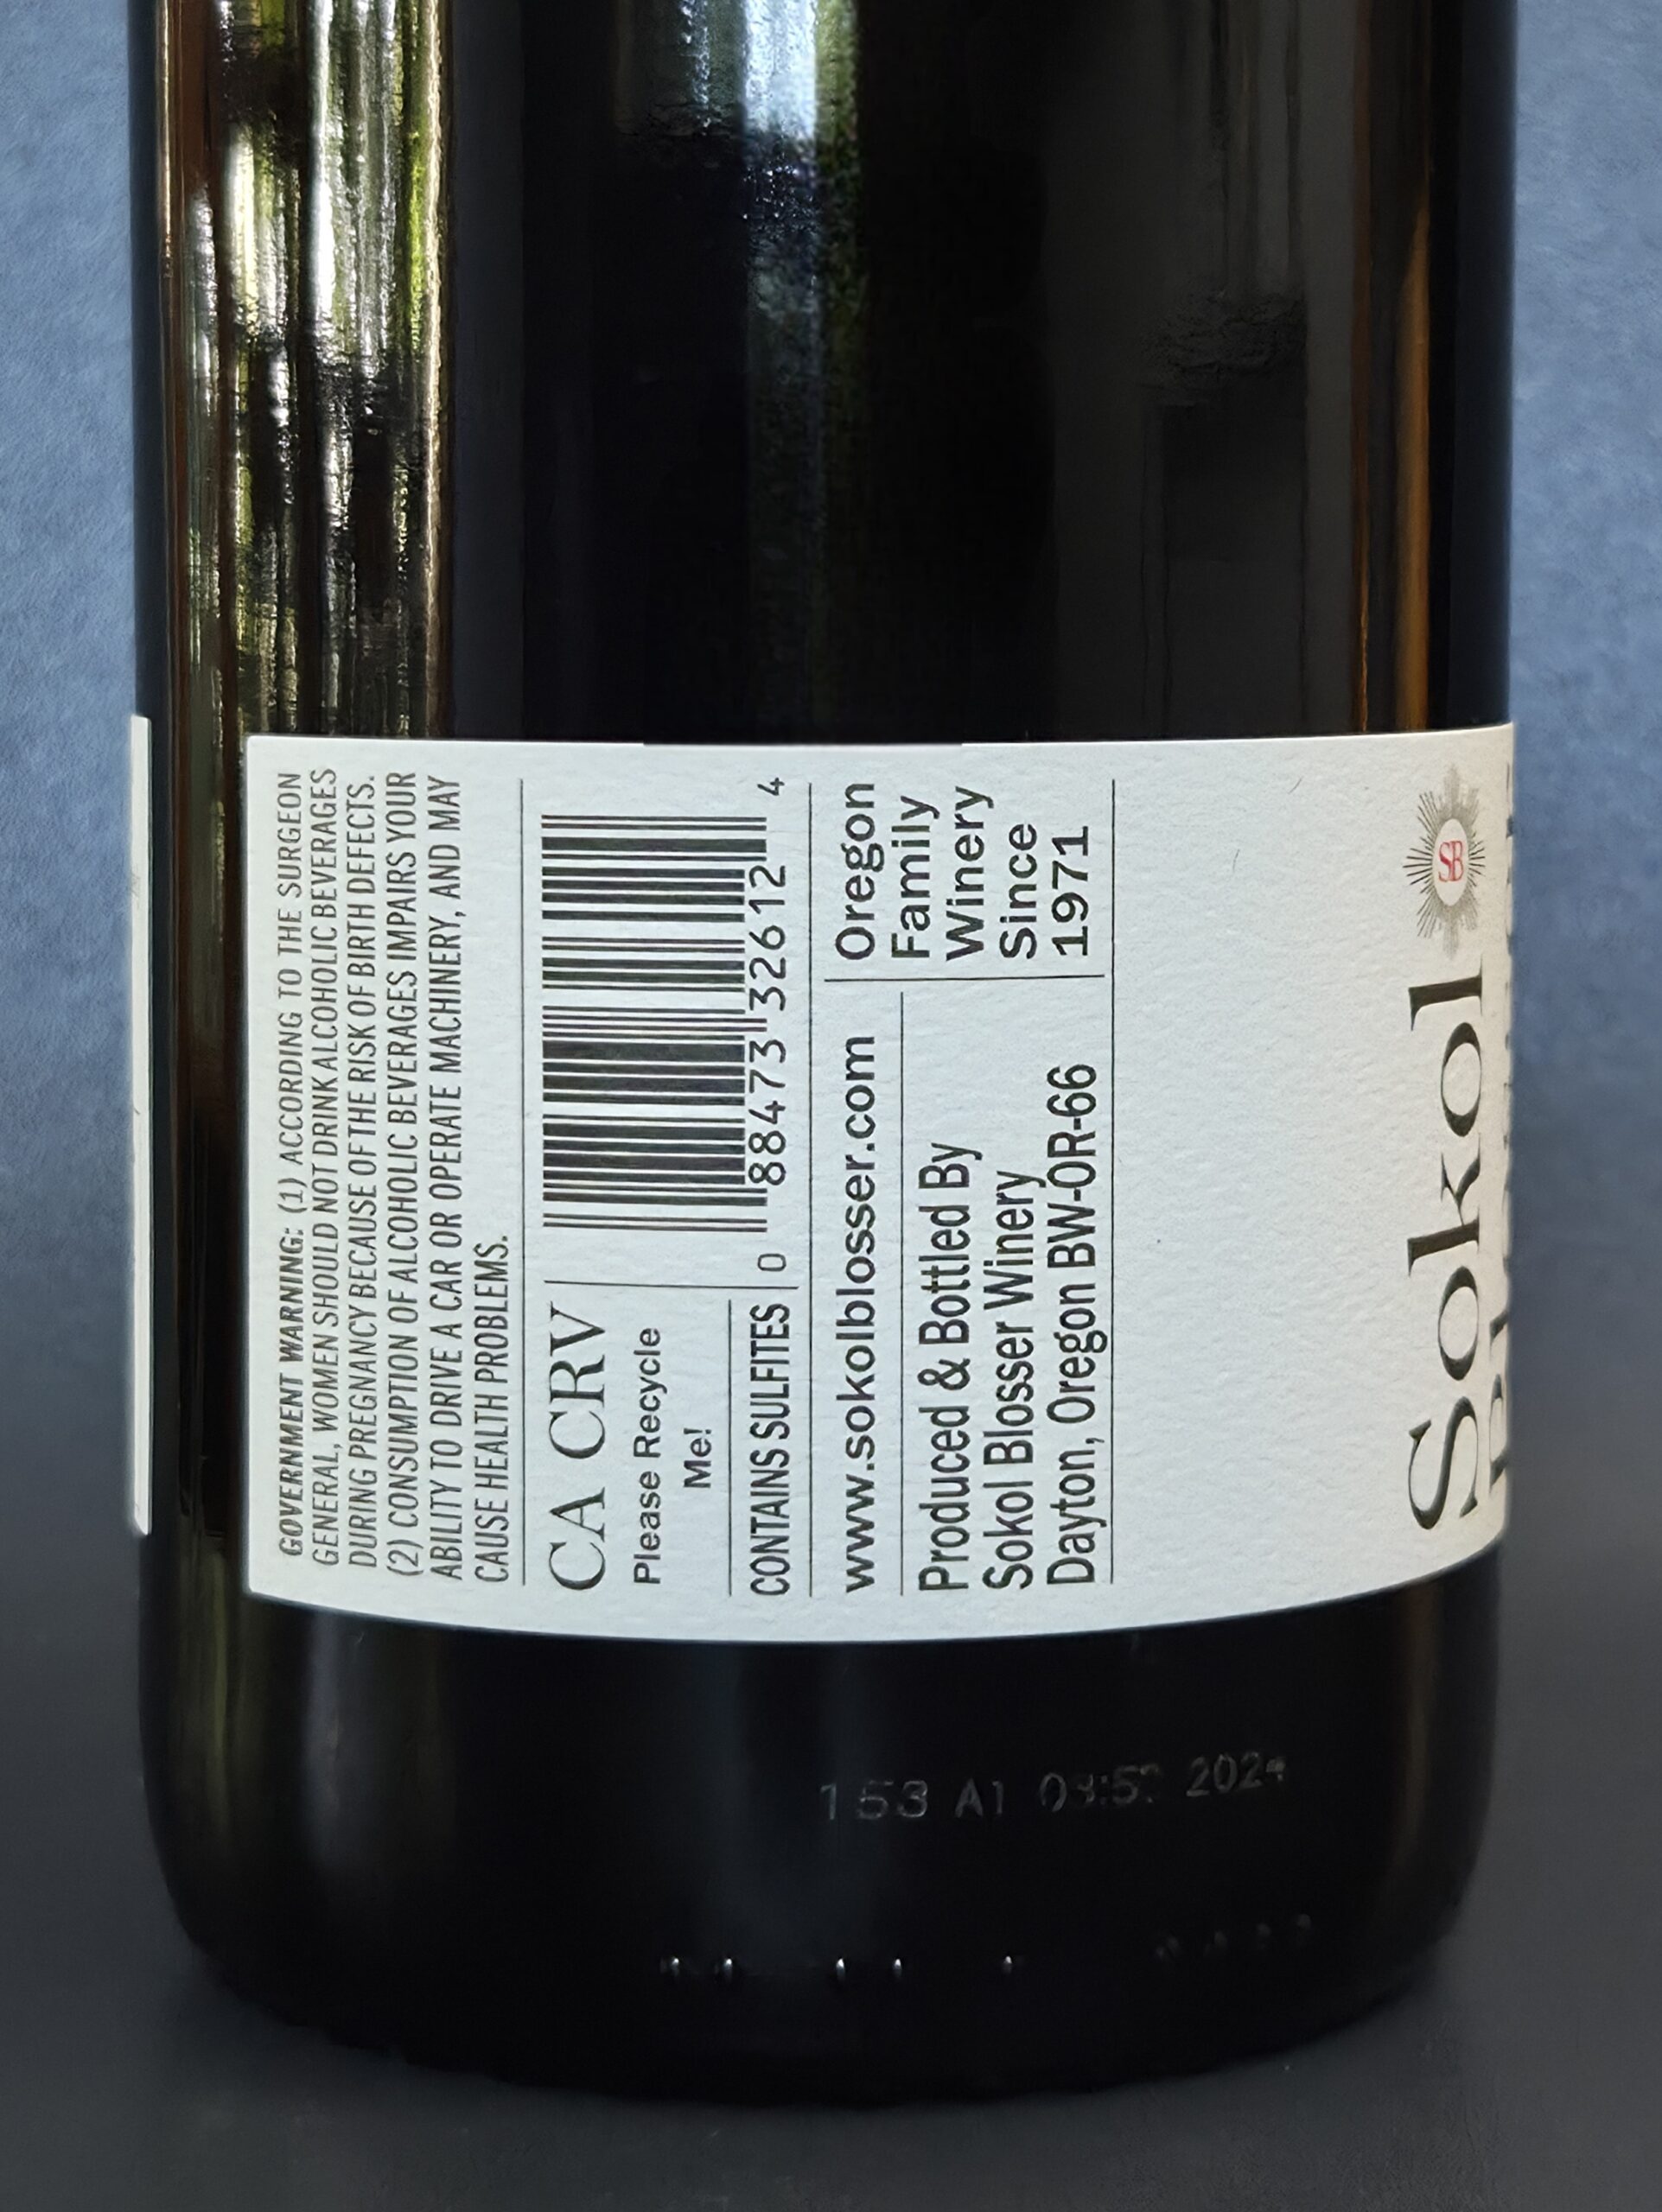 GOVERNMENT WARNING: (1) ACCORDING TO THE SURGEON
GENERAL, WOMEN SHOULD NOT DRINK ALCOHOLIC BEVERAGES
DURING PREGNANCY BECAUSE OF THE RISK OF BIRTH DEFECTS.
(2) CONSUMPTION OF ALCOHOLIC BEVERAGES IMPAIRS YOUR
ABILITY TO DRIVE A CAR OR OPERATE MACHINERY, AND MAY
CAUSE HEALTH PROBLEMS.
CA CRV
Please Recycle
Me!
CONTAINS SULFITES
0 88473 32612 4
www.sokolblosser.com
Produced & Bottled By
Sokol Blosser Winery
Dayton, Oregon BW-OR-66
Oregon
Family
Winery
Since
1971
Sokol
SB
153 A1 2024